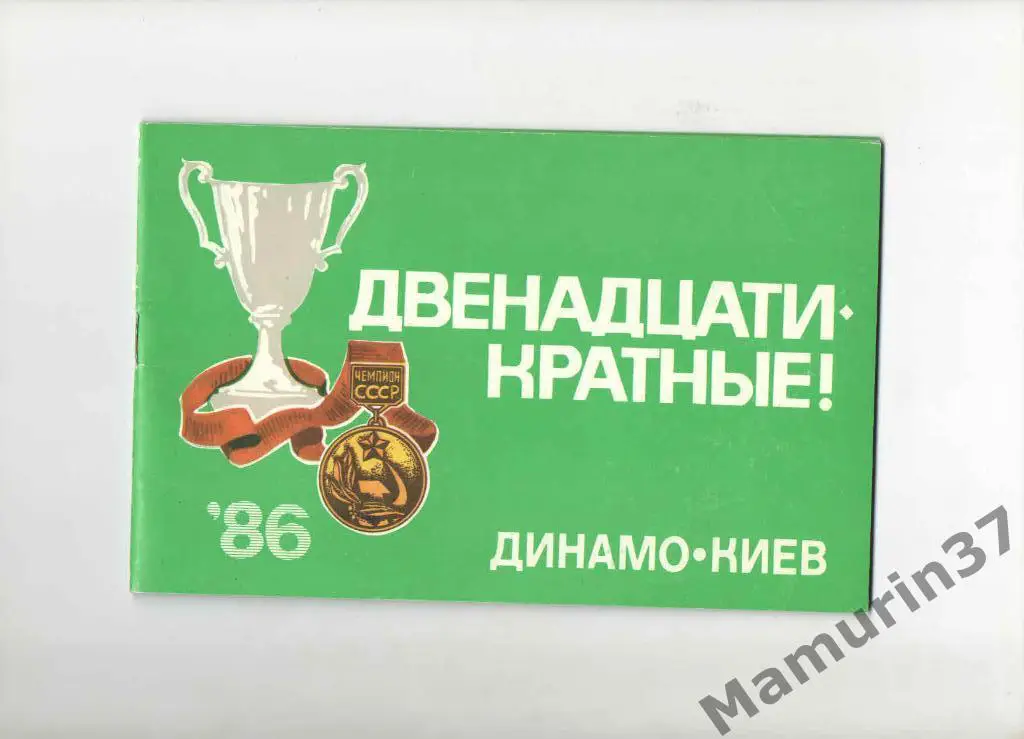 ДВЕНАДЦАТИ-
КРАТНЫЕ!
ЧЕМПИОН
СССР
'86
ДИНАМО•КИЕВ
Mamurin37